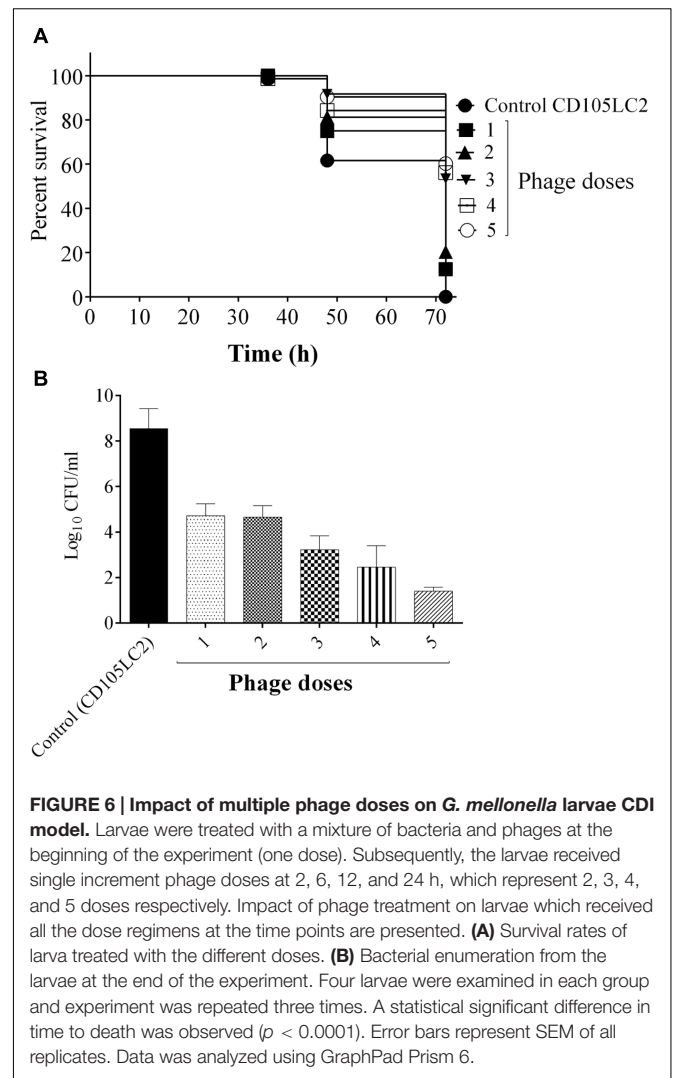 A
100
80
60
40
20
0
Percent survival
0 10 20 30 40 50 60 70
Time (h)
Control CD105LC2
1
2
3
4
5
Phage doses
B
10
8
6
4
2
0
Log10 CFU/ml
Control (CD105LC2)
1 2 3 4 5
Phage doses
FIGURE 6 | Impact of multiple phage doses on G. mellonella larvae CDI
model. Larvae were treated with a mixture of bacteria and phages at the
beginning of the experiment (one dose). Subsequently, the larvae received
single increment phage doses at 2, 6, 12, and 24 h, which represent 2, 3, 4,
and 5 doses respectively. Impact of phage treatment on larvae which received
all the dose regimens at the time points are presented. (A) Survival rates of
larva treated with the different doses. (B) Bacterial enumeration from the
larvae at the end of the experiment. Four larvae were examined in each group
and experiment was repeated three times. A statistical significant difference in
time to death was observed (p < 0.0001). Error bars represent SEM of all
replicates. Data was analyzed using GraphPad Prism 6.